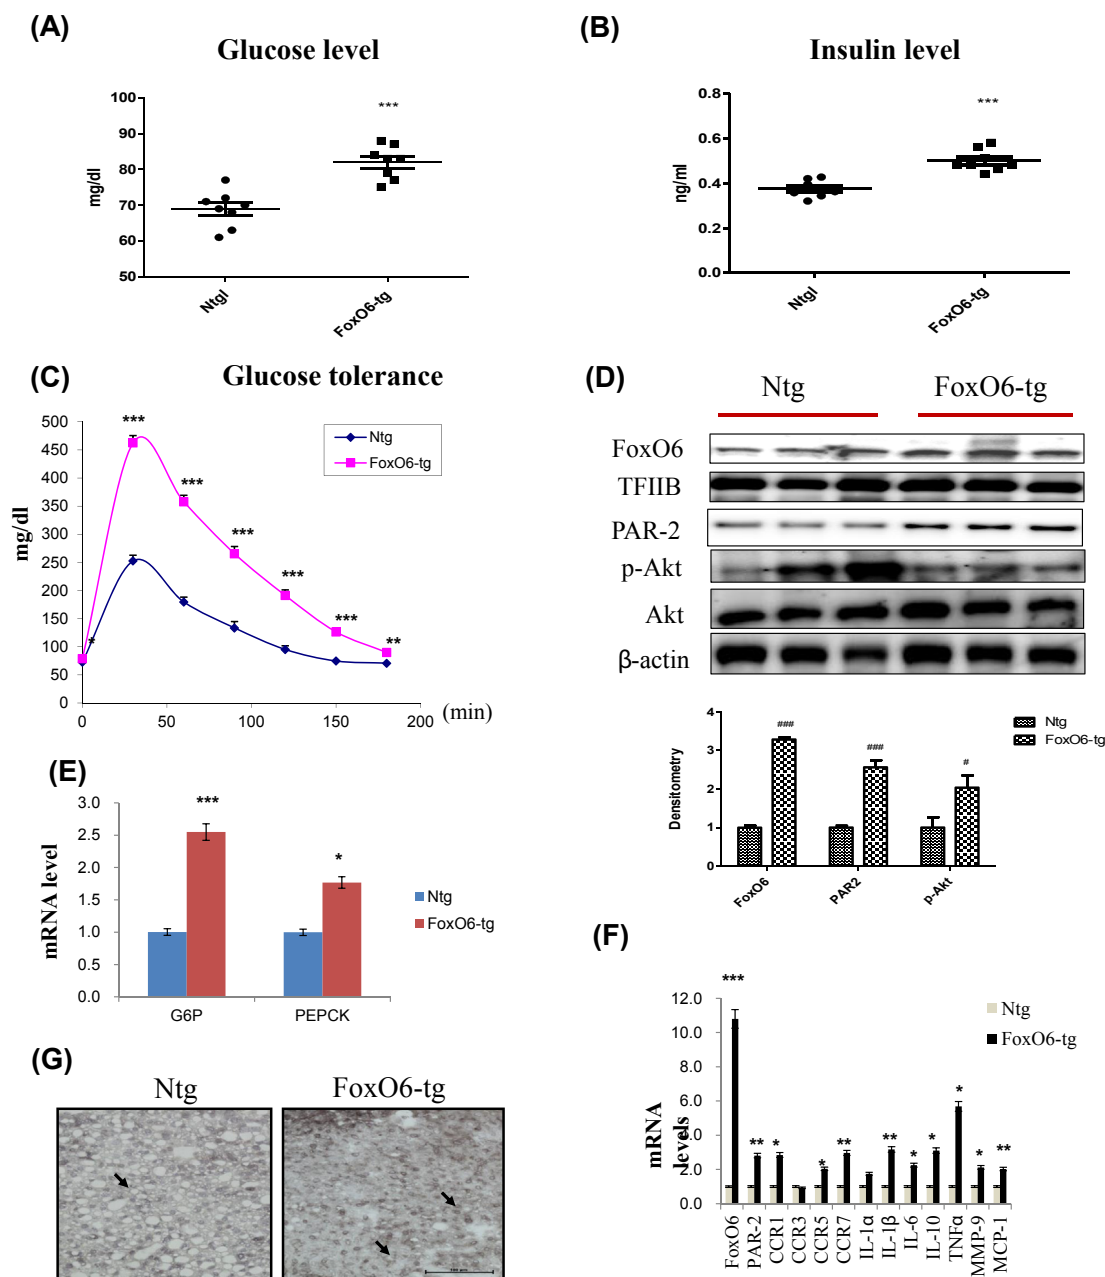 (A)
Glucose level
***
100
90
80
70
60
50
mg/dl
Ntgl
FoxO6-tg
(B)
Insulin level
***
0.8
0.6
0.4
0.2
0.0
ng/ml
Ntgl
FoxO6-tg
(C)
Glucose tolerance
500
450
400
350
300
250
200
150
100
50
0
mg/dl
***
***
***
***
***
**
*
Ntg
FoxO6-tg
0
50
100
150
200
(min)
(D)
Ntg
FoxO6-tg
FoxO6
TFIIB
PAR-2
p-Akt
Akt
β-actin
4
3
2
1
0
Densitometry
###
###
#
Ntg
FoxO6-tg
FoxO6
PAR2
p-Akt
(E)
3.0
2.5
2.0
1.5
1.0
0.5
0.0
mRNA level
***
*
Ntg
FoxO6-tg
G6P
PEPCK
(F)
12.0
10.0
8.0
6.0
4.0
2.0
0.0
mRNA
levels
***
**
*
*
**
**
*
*
*
*
**
Ntg
FoxO6-tg
FoxO6
PAR-2
CCR1
CCR3
CCR5
CCR7
IL-1α
IL-1β
IL-6
IL-10
TNFα
MMP-9
MCP-1
(G)
Ntg
FoxO6-tg